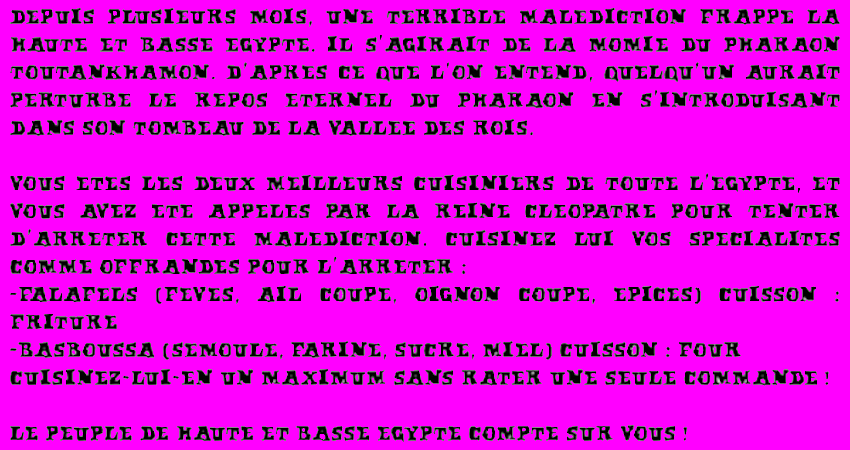 DEPUIS PLUSIEURS MOIS, UNE TERRIBLE MALEDICTION FRAPPE LA
HAUTE ET BASSE EGYPTE. IL S'AGIRAIT DE LA MOMIE DU PHARAON
TOUTANKHAMON. D'APRES CE QUE L'ON ENTEND, QUELQU'UN AURAIT
PERTURBE LE REPOS ETERNEL DU PHARAON EN S'INTRODUISANT
DANS SON TOMBEAU DE LA VALLEE DES ROIS.

VOUS ETES LES DEUX MEILLEURS CUISINIERS DE TOUTE L'EGYPTE, ET
VOUS AVEZ ETE APPELES PAR LA REINE CLEOPATRE POUR TENTER
D'ARRETER CETTE MALEDICTION. CUISINEZ LUI VOS SPECIALITES
COMME OFFRANDES POUR L'ARRETER :
-FALAFELS (FEVES, AIL COUPE, OIGNON COUPE, EPICES) CUISSON :
FRITURE
-BASBOUSSA (SEMOULE, FARINE, SUCRE, MIEL) CUISSON : FOUR
CUISINEZ-LUI-EN UN MAXIMUM SANS RATER UNE SEULE COMMANDE !

LE PEUPLE DE HAUTE ET BASSE EGYPTE COMPTE SUR VOUS !